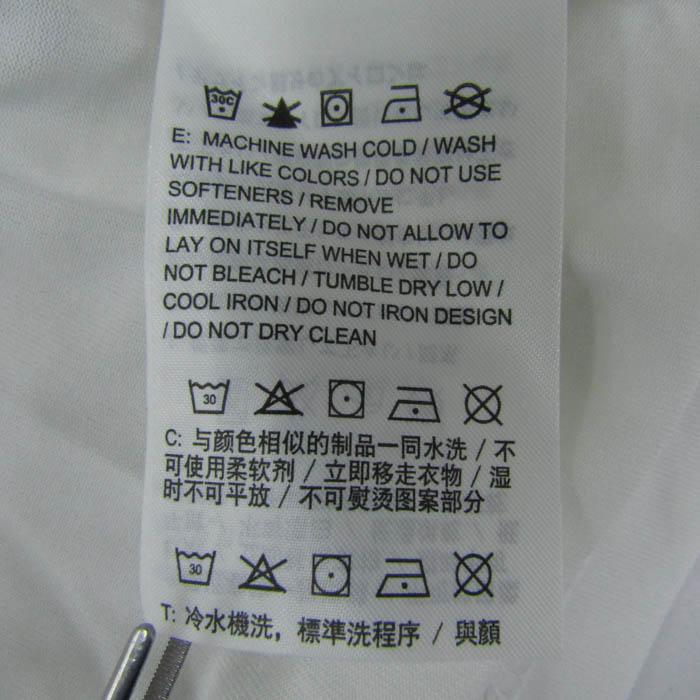 30C
E: MACHINE WASH COLD / WASH
WITH LIKE COLORS / DO NOT USE
SOFTENERS / REMOVE
IMMEDIATELY / DO NOT ALLOW TO
LAY ON ITSELF WHEN WET / DO
NOT BLEACH / TUMBLE DRY LOW /
COOL IRON / DO NOT IRON DESIGN
/ DO NOT DRY CLEAN
30
C: 与颜色相似的制品一同水洗 / 不
可使用柔软剂 / 立即移走衣物 / 湿
时不可平放 / 不可熨烫图案部分
30
T: 冷水機洗，標準洗程序 / 與顏